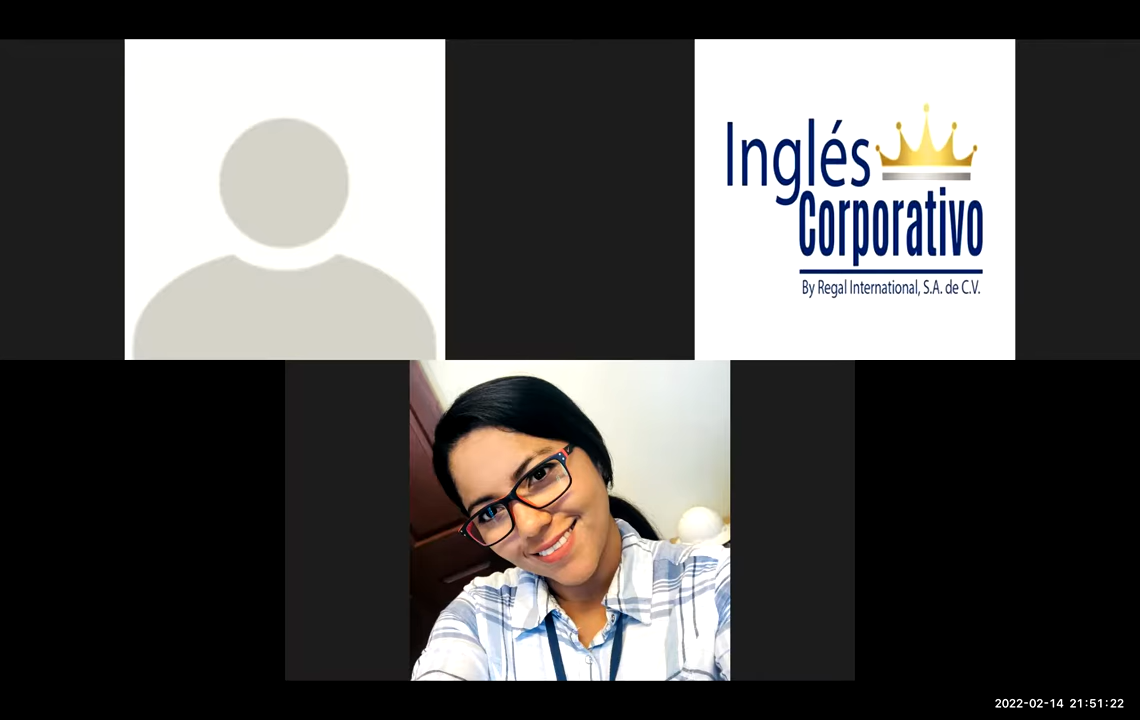 Inglés
Corporativo
By Regal International, S.A. de C.V.
2022-02-14 21:51:22